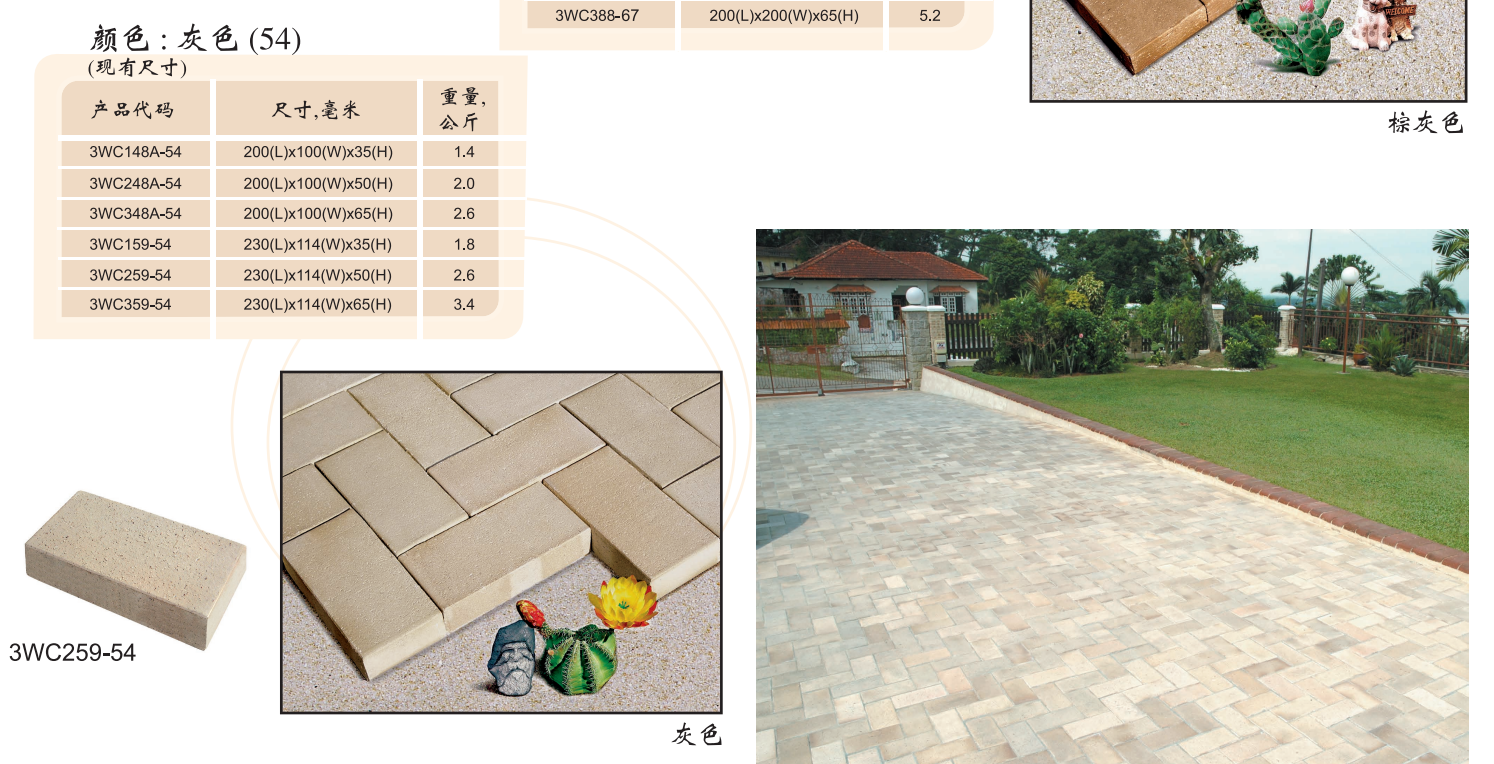 3WC388-67 200(L)x200(W)x65(H) 5.2
WELCOME
棕灰色
颜色 : 灰色 (54)
(现有尺寸)
产品代码 尺寸,毫米 重量,
公斤
3WC148A-54 200(L)x100(W)x35(H) 1.4
3WC248A-54 200(L)x100(W)x50(H) 2.0
3WC348A-54 200(L)x100(W)x65(H) 2.6
3WC159-54 230(L)x114(W)x35(H) 1.8
3WC259-54 230(L)x114(W)x50(H) 2.6
3WC359-54 230(L)x114(W)x65(H) 3.4
3WC259-54
灰色